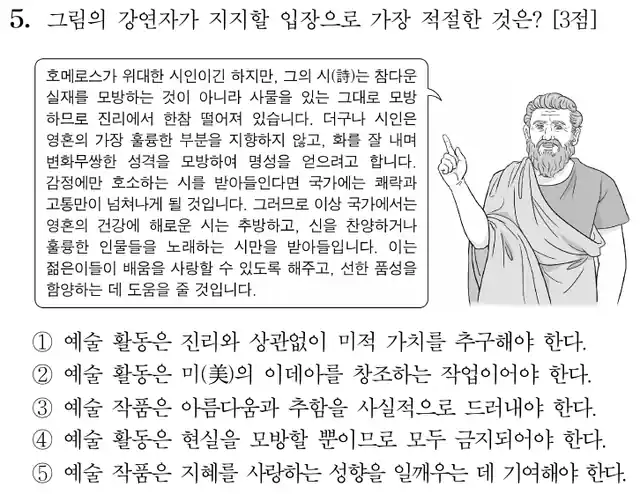 5. 그림의 강연자가 지지할 입장으로 가장 적절한 것은? [3점]
호메로스가 위대한 시인이긴 하지만, 그의 시(詩)는 참다운
실재를 모방하는 것이 아니라 사물을 있는 그대로 모방
하므로 진리에서 한참 떨어져 있습니다. 더구나 시인은
영혼의 가장 훌륭한 부분을 지향하지 않고, 화를 잘 내며
변화무쌍한 성격을 모방하여 명성을 얻으려고 합니다.
감정에만 호소하는 시를 받아들인다면 국가에는 쾌락과
고통만이 넘쳐나게 될 것입니다. 그러므로 이상 국가에서는
영혼의 건강에 해로운 시는 추방하고, 신을 찬양하거나
훌륭한 인물들을 노래하는 시만을 받아들입니다. 이는
젊은이들이 배움을 사랑할 수 있도록 해주고, 선한 품성을
함양하는 데 도움을 줄 것입니다.
① 예술 활동은 진리와 상관없이 미적 가치를 추구해야 한다.
② 예술 활동은 미(美)의 이데아를 창조하는 작업이어야 한다.
③ 예술 작품은 아름다움과 추함을 사실적으로 드러내야 한다.
④ 예술 활동은 현실을 모방할 뿐이므로 모두 금지되어야 한다.
⑤ 예술 작품은 지혜를 사랑하는 성향을 일깨우는 데 기여해야 한다.